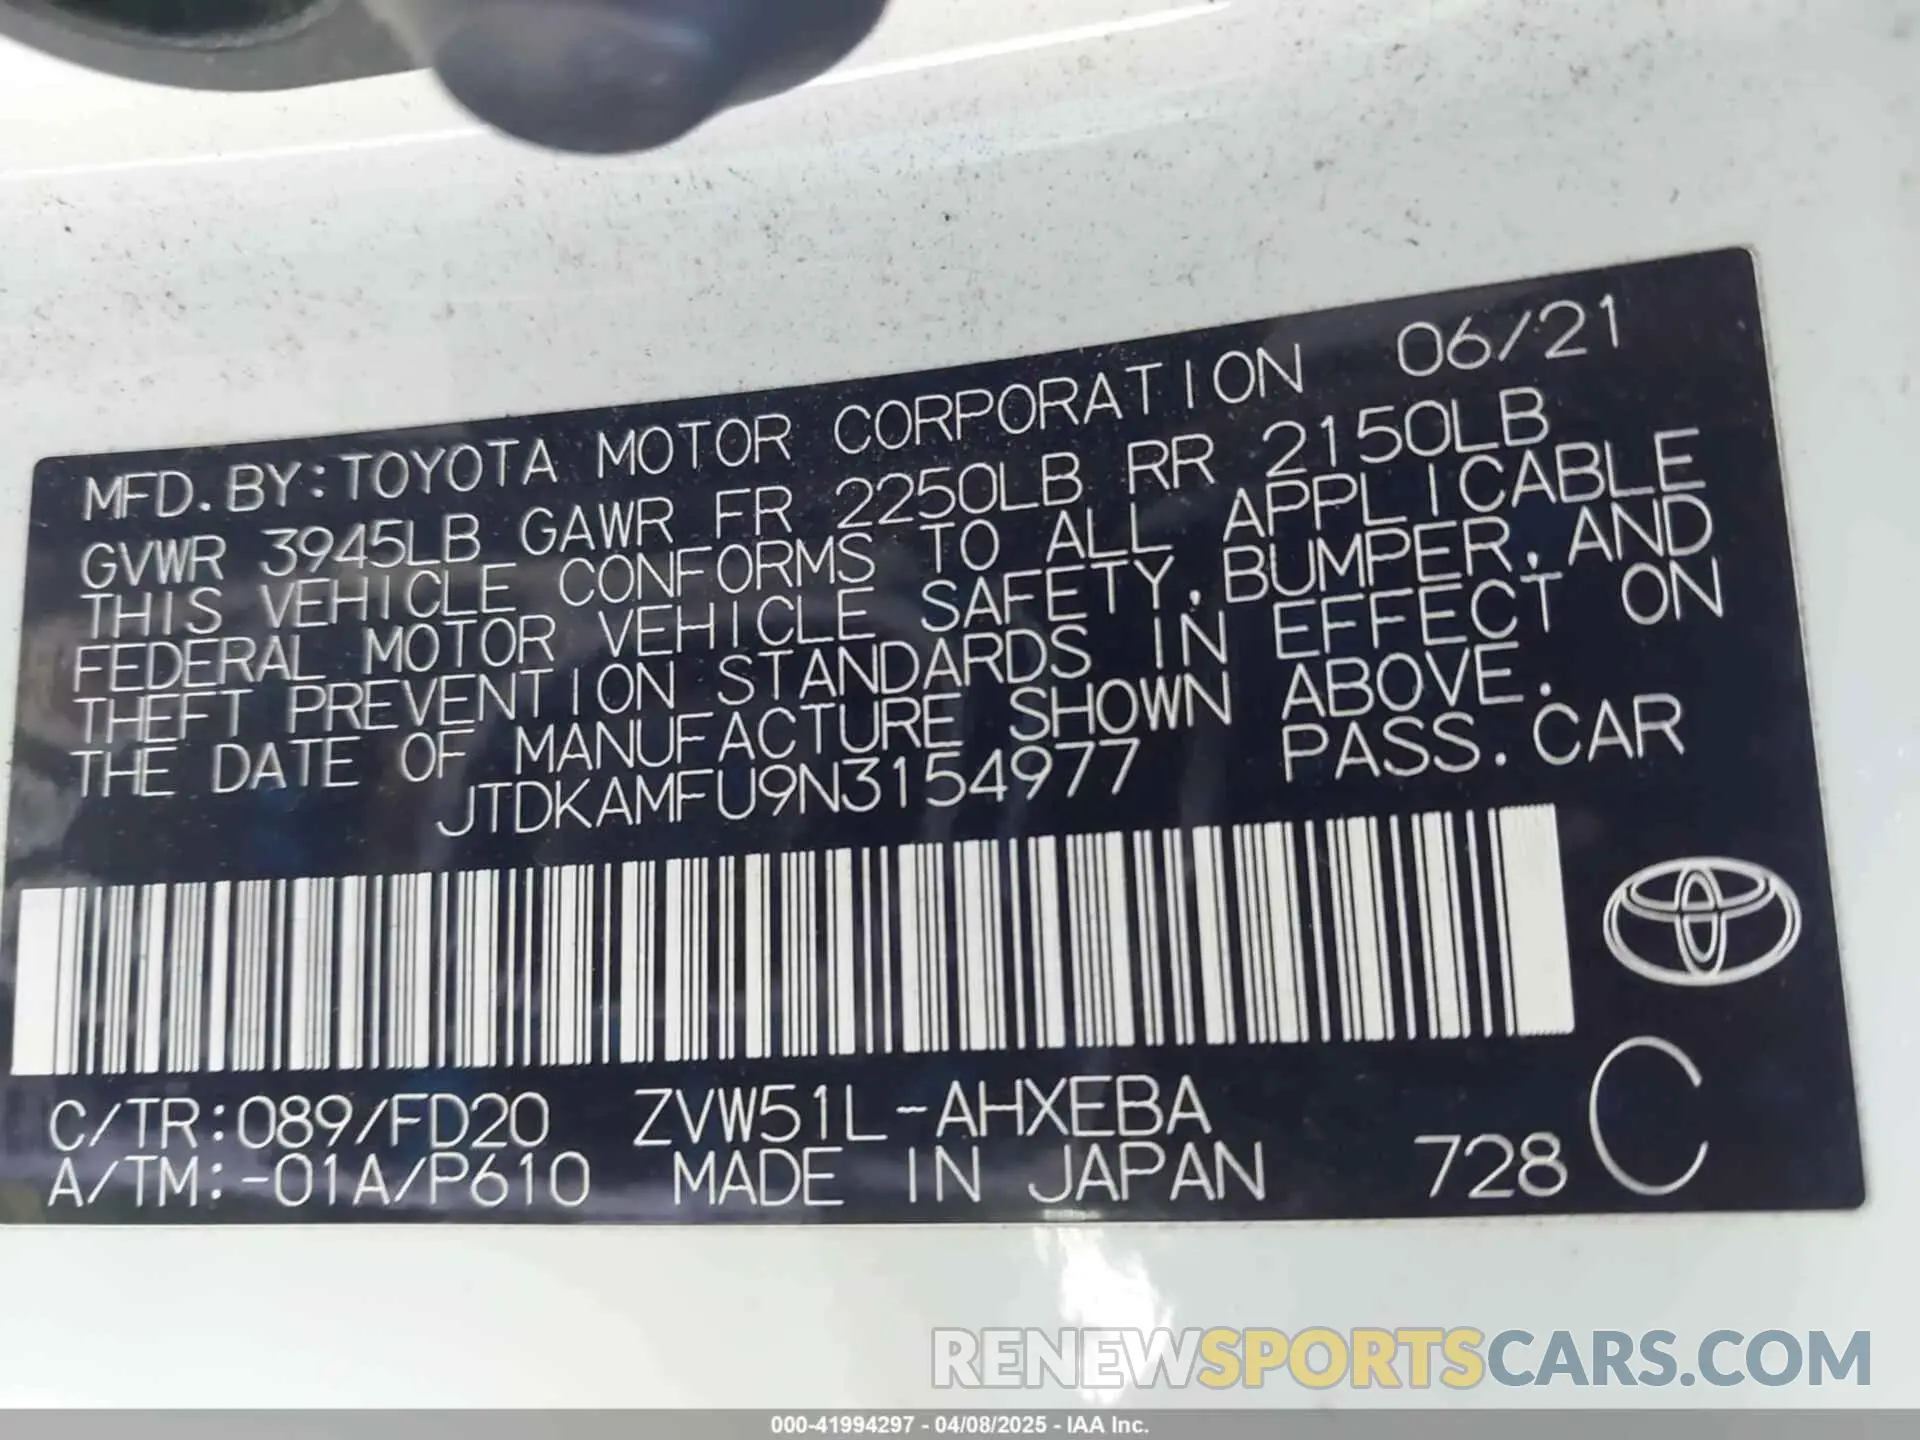 MFD.BY:TOYOTA MOTOR CORPORATION 06/21
GVWR 3945LB GAWR FR 2250LB RR 2150LB
THIS VEHICLE CONFORMS TO ALL APPLICABLE
FEDERAL MOTOR VEHICLE SAFETY,BUMPER,AND
THEFT PREVENTION STANDARDS IN EFFECT ON
THE DATE OF MANUFACTURE SHOWN ABOVE.
JTDKAMFU9N3154977 PASS.CAR
C/TR:089/FD20 ZVW51L-AHXEBA
A/TM:-01A/P610 MADE IN JAPAN 728 C
RENEWSPORTSCARS.COM
000-41994297 - 04/08/2025 - IAA Inc.